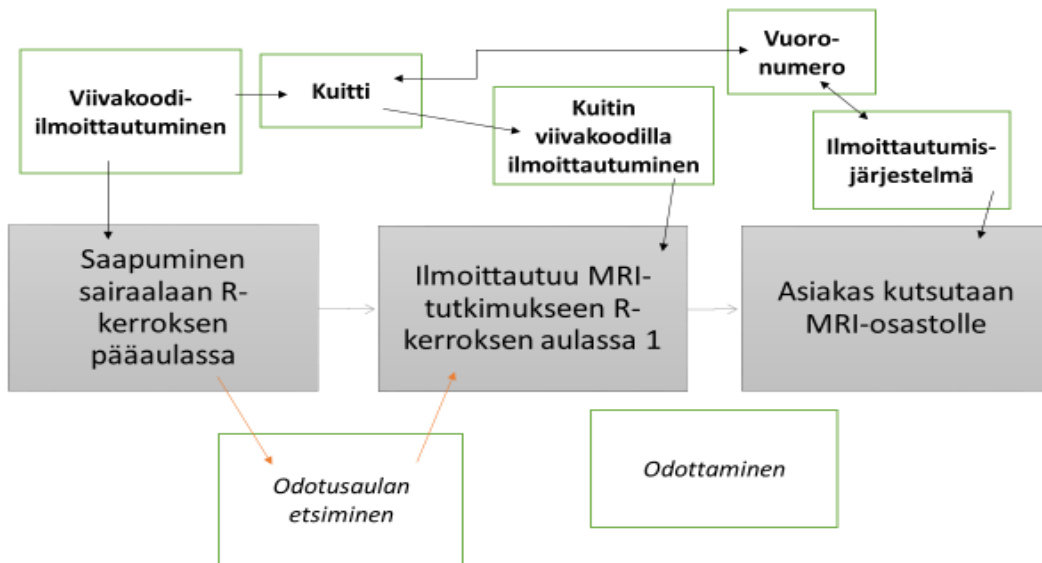 Viivakoodi-
ilmoittautuminen
Kuitti
Kuitin
viivakoodilla
ilmoittautuminen
Vuoro-
numero
Ilmoittautumis-
järjestelmä
Saapuminen
sairaalaan R-
kerroksen
pääaulassa
Ilmoittautuu MRI-
tutkimukseen R-
kerroksen aulassa 1
Asiakas kutsutaan
MRI-osastolle
Odotusaulan
etsiminen
Odottaminen